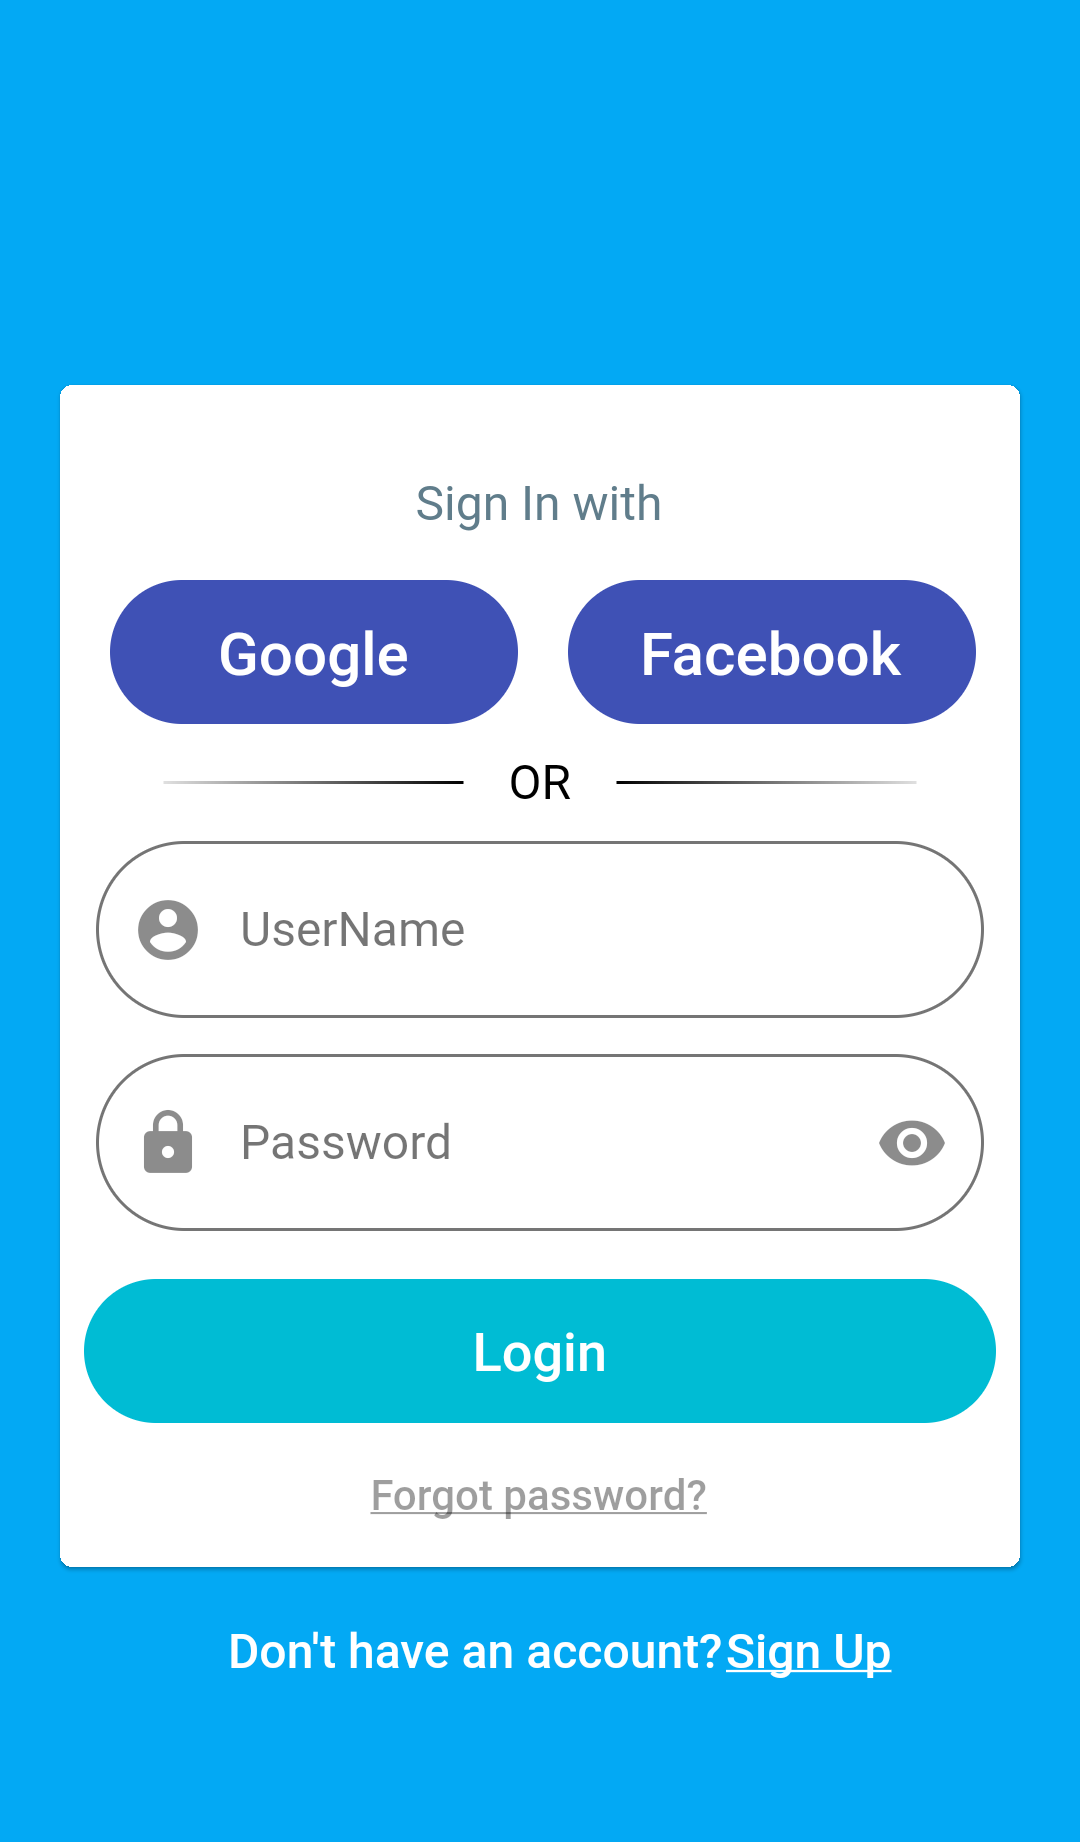 Sign In with
Google Facebook
OR
UserName
Password
Login
Forgot password?
Don't have an account? Sign Up